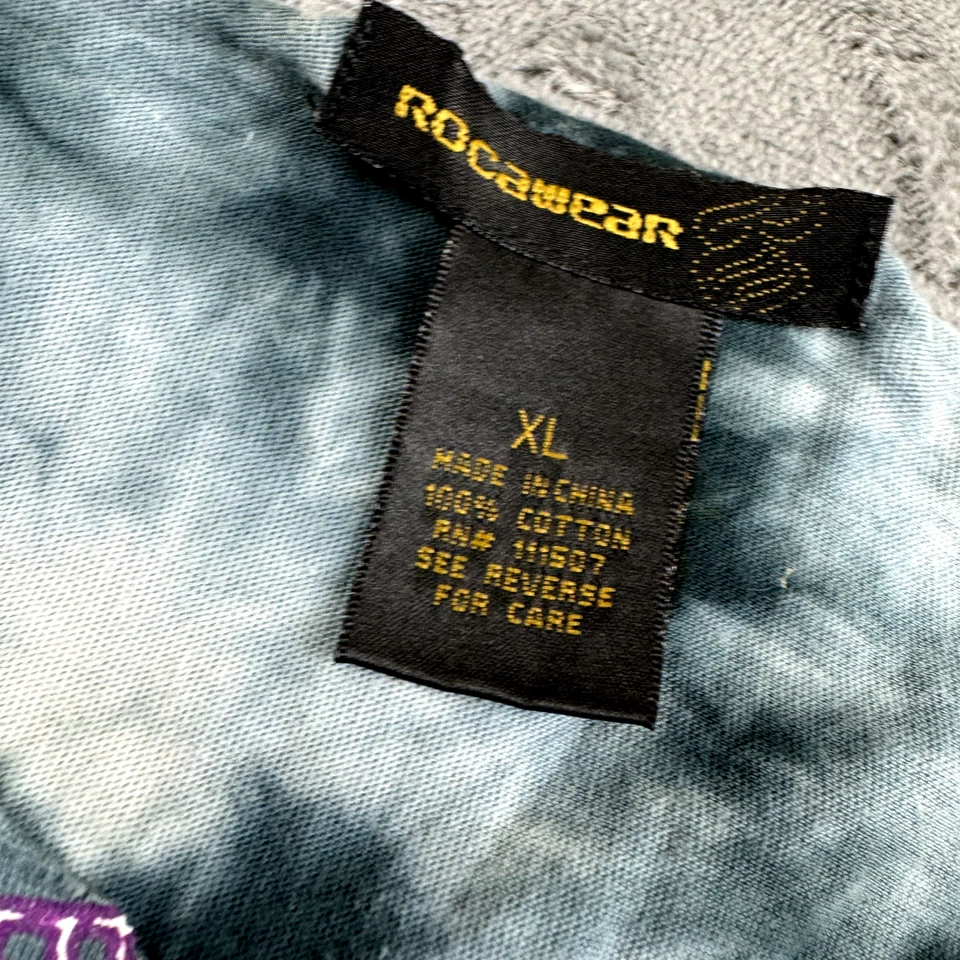 Rocawear
XL
MADE IN CHINA
100% COTTON
RN# 111507
SEE REVERSE
FOR CARE